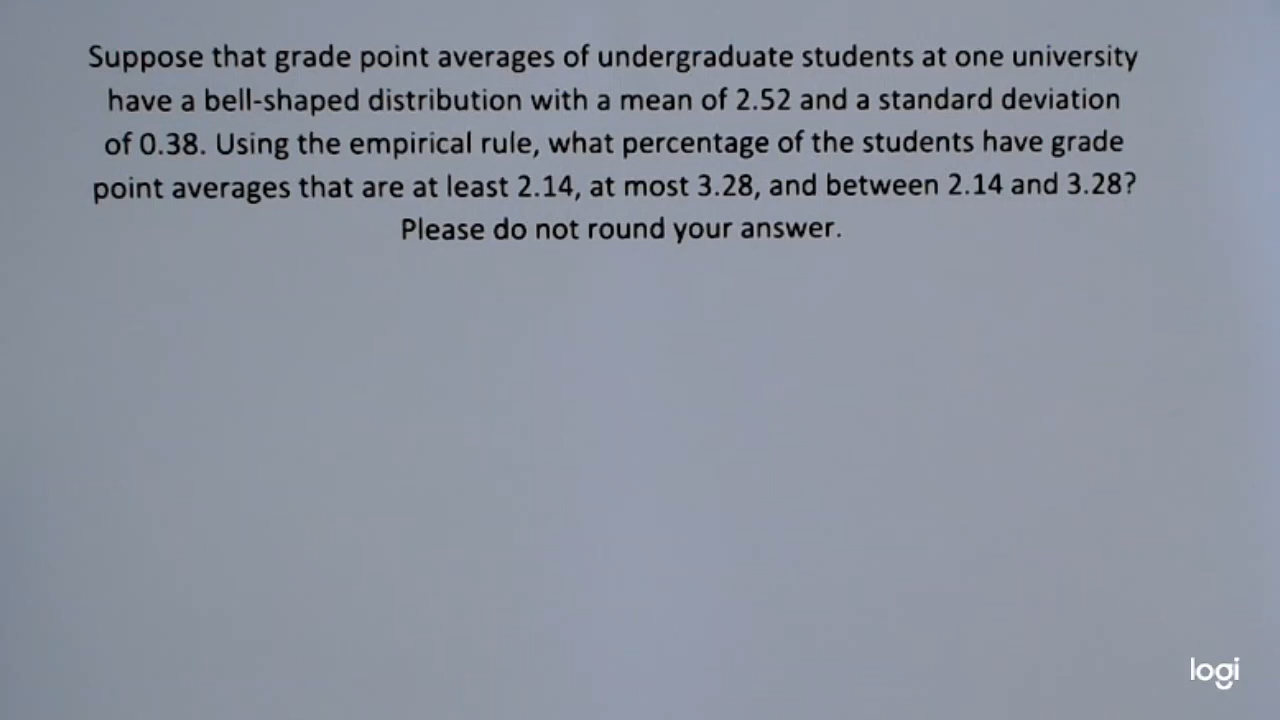 Suppose that grade point averages of undergraduate students at one university
have a bell-shaped distribution with a mean of 2.52 and a standard deviation
of 0.38. Using the empirical rule, what percentage of the students have grade
point averages that are at least 2.14, at most 3.28, and between 2.14 and 3.28?
Please do not round your answer.
logi